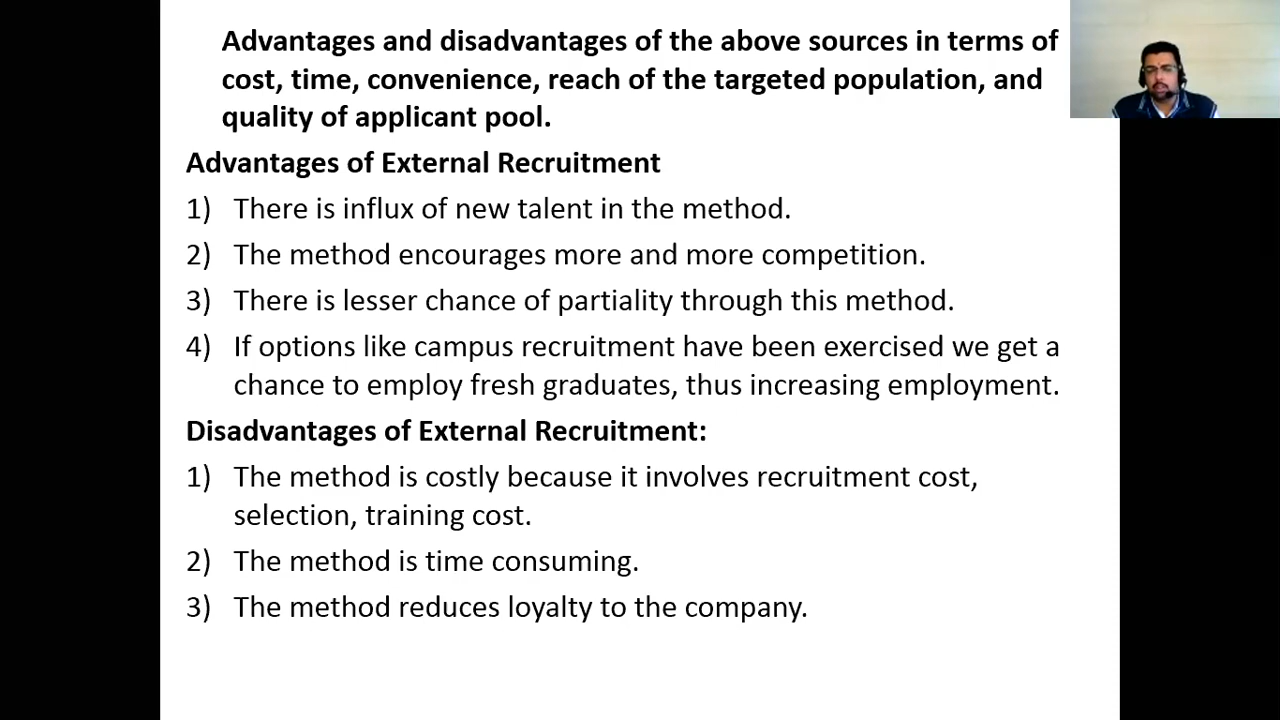 Advantages and disadvantages of the above sources in terms of
cost, time, convenience, reach of the targeted population, and
quality of applicant pool.
Advantages of External Recruitment
1) There is influx of new talent in the method.
2) The method encourages more and more competition.
3) There is lesser chance of partiality through this method.
4) If options like campus recruitment have been exercised we get a
chance to employ fresh graduates, thus increasing employment.
Disadvantages of External Recruitment:
1) The method is costly because it involves recruitment cost,
selection, training cost.
2) The method is time consuming.
3) The method reduces loyalty to the company.